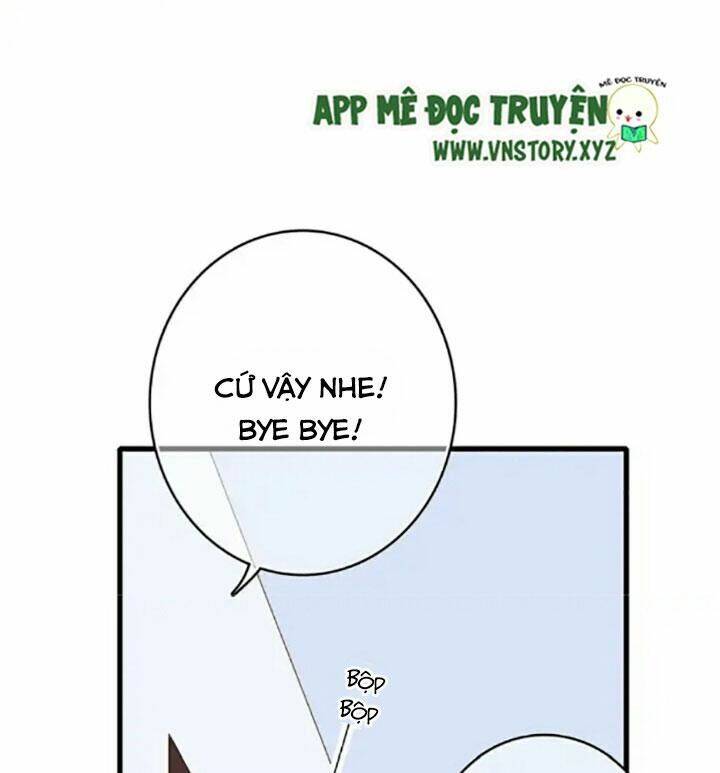 MÊ ĐỌC TRUYỆN
APP MÊ ĐỌC TRUYỆN
WWW.VNSTORY.XYZ
CỨ VẬY NHE!
BYE BYE!
BỘP
BỘP